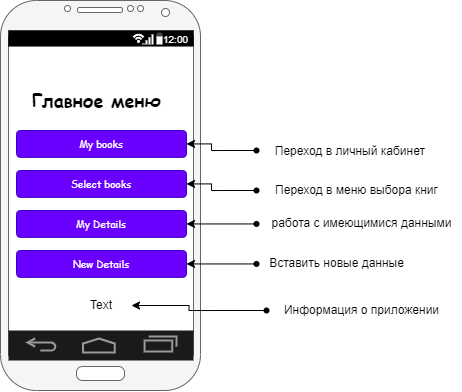 12:00
Главное меню
My books
Переход в личный кабинет
Select books
Переход в меню выбора книг
My Details
работа с имеющимися данными
New Details
Вставить новые данные
Text
Информация о приложении